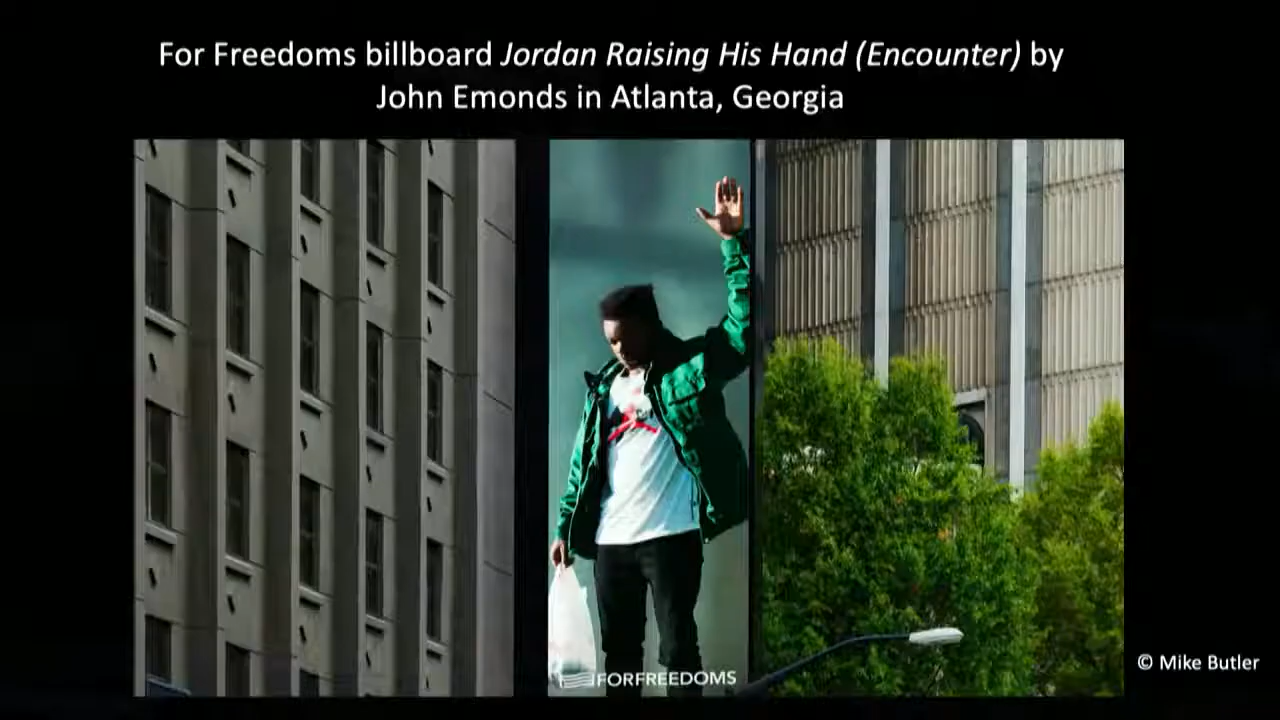 For Freedoms billboard Jordan Raising His Hand (Encounter) by
John Emonds in Atlanta, Georgia
FORFREEDOMS
© Mike Butler